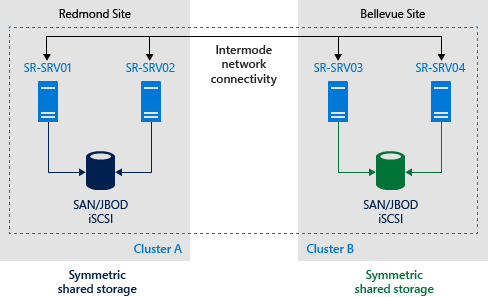 Redmond Site
Bellevue Site
Intermode
network
connectivity
SR-SRV01
SR-SRV02
SR-SRV03
SR-SRV04
SAN/JBOD
iSCSI
SAN/JBOD
iSCSI
Cluster A
Cluster B
Symmetric
shared storage
Symmetric
shared storage